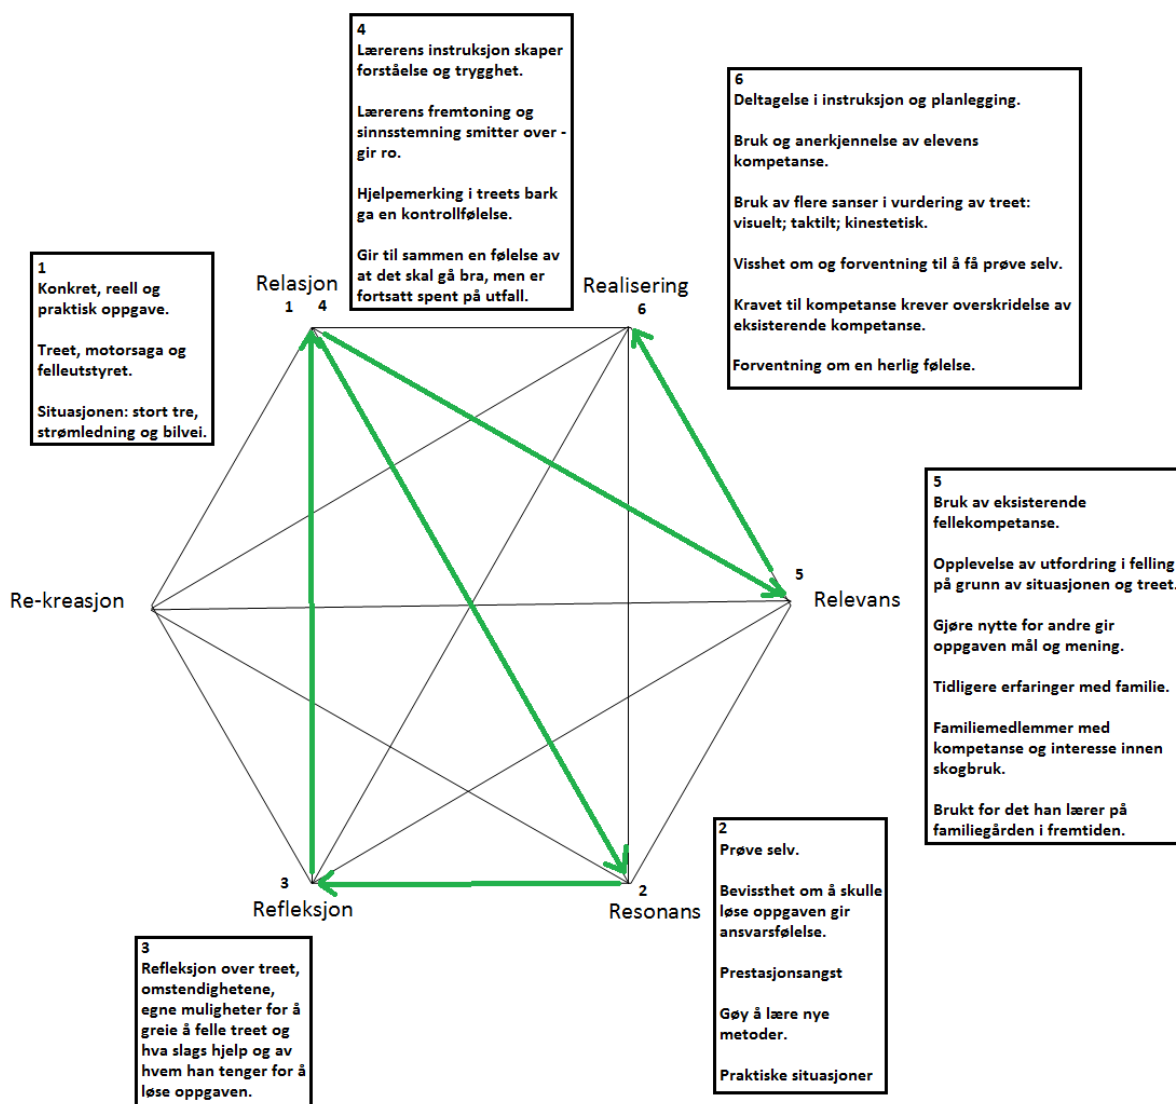 4
Lærerens instruksjon skaper
forståelse og trygghet.
Lærerens fremtoning og
sinnsstemning smitter over -
gir ro.
Hjelpemerking i treets bark
ga en kontrollfølelse.
Gir til sammen en følelse av
at det skal gå bra, men er
fortsatt spent på utfall.
6
Deltagelse i instruksjon og planlegging.
Bruk og anerkjennelse av elevens
kompetanse.
Bruk av flere sanser i vurdering av treet:
visuelt; taktilt; kinestetisk.
Visshet om og forventning til å få prøve selv.
Kravet til kompetanse krever overskridelse av
eksisterende kompetanse.
Forventning om en herlig følelse.
1
Konkret, reell og
praktisk oppgave.
Treet, motorsaga og
felleutstyret.
Situasjonen: stort tre,
strømledning og bilvei.
Relasjon
1 4
Realisering
6
5
Bruk av eksisterende
fellekompetanse.
Opplevelse av utfordring i felling
på grunn av situasjonen og treet.
Gjøre nytte for andre gir
oppgaven mål og mening.
Tidligere erfaringer med familie.
Familiemedlemmer med
kompetanse og interesse innen
skogbruk.
Brukt for det han lærer på
familiegården i fremtiden.
Re-kreasjon
5
Relevans
3
Refleksjon
2
Resonans
2
Prøve selv.
Bevissthet om å skulle
løse oppgaven gir
ansvarsfølelse.
Prestasjonsangst
Gøy å lære nye
metoder.
Praktiske situasjoner
3
Refleksjon over treet,
omstendighetene,
egne muligheter for å
greie å felle treet og
hva slags hjelp og av
hvem han tenger for å
løse oppgaven.